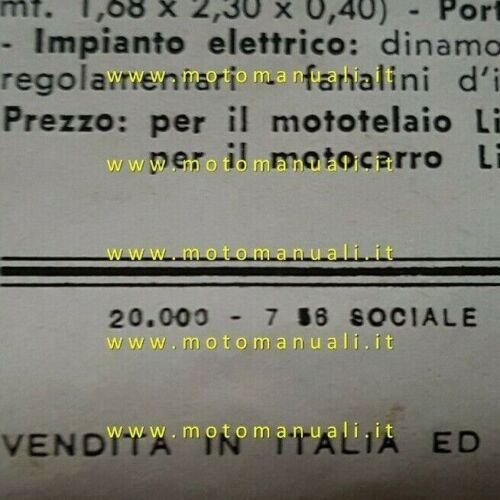 mt. 1,68 x 2,30 x 0,40) - Port
- Impianto elettrico: dinamo
www.motomanuali.it
regolamentari - fanalini d'i
Prezzo: per il mototelaio Li
www.motomanuali.it
per il motocarro Li
www.motomanuali.it
20.000 - 7 56 SOCIALE
www.motomanuali.it
www.motomanuali.it
VENDITA IN ITALIA ED